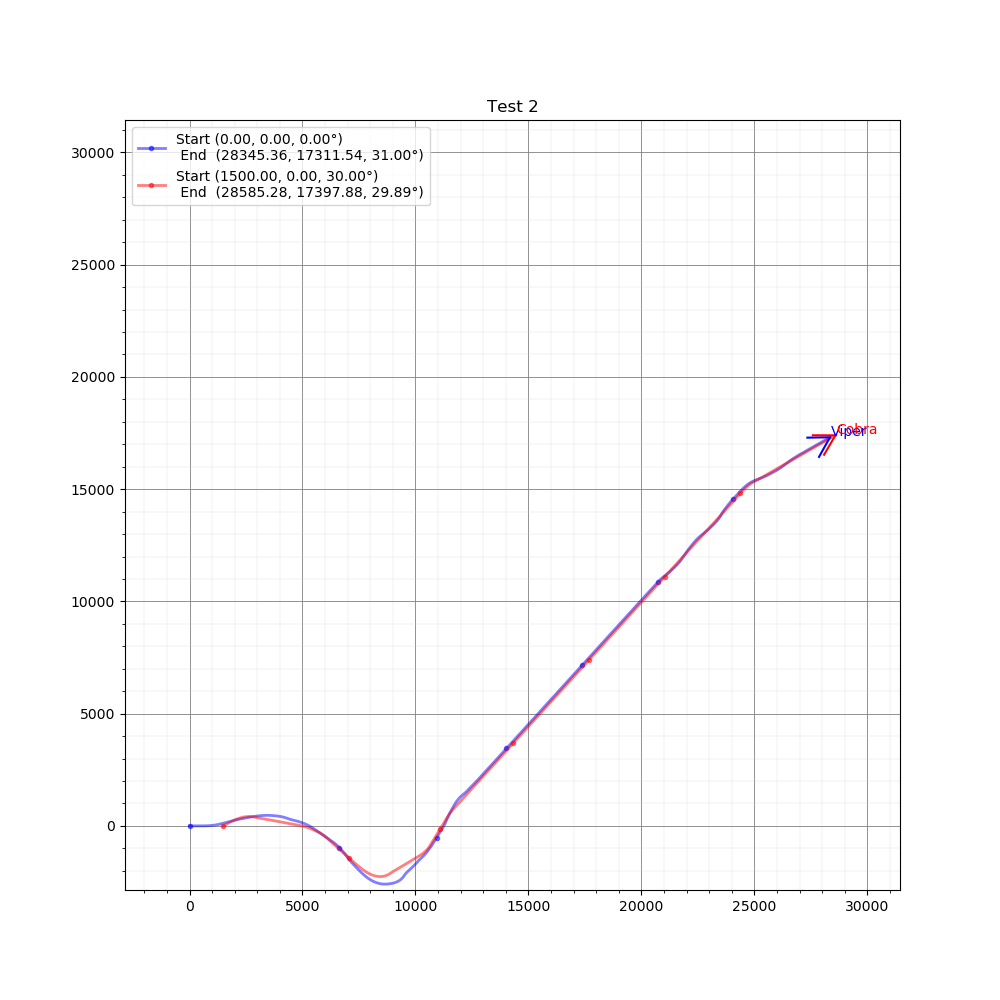 Test 2
Start (0.00, 0.00, 0.00°)
End  (28345.36, 17311.54, 31.00°)
Start (1500.00, 0.00, 30.00°)
End  (28585.28, 17397.88, 29.89°)
30000
25000
20000
15000
10000
5000
0
Cobra
Viper
0 5000 10000 15000 20000 25000 30000